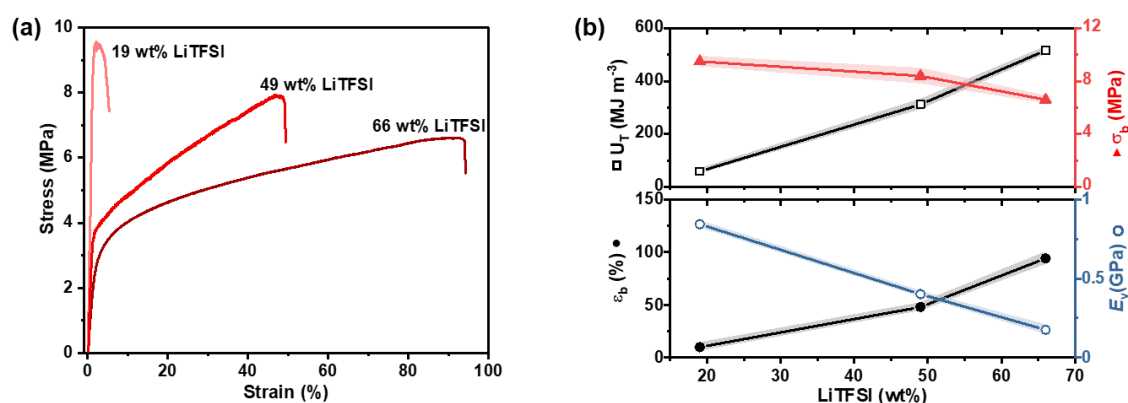 (a)
10
8
6
4
2
0
Stress (MPa)
19 wt% LiTFSI
49 wt% LiTFSI
66 wt% LiTFSI
0 20 40 60 80 100
Strain (%)
(b)
600
400
200
0
□ U_T (MJ m⁻³)
12
8
4
0
▲ σ_b (MPa)
150
100
50
0
ε_b (%) ●
1
0.5
0
E_y(GPa) O
20 30 40 50 60 70
LiTFSI (wt%)